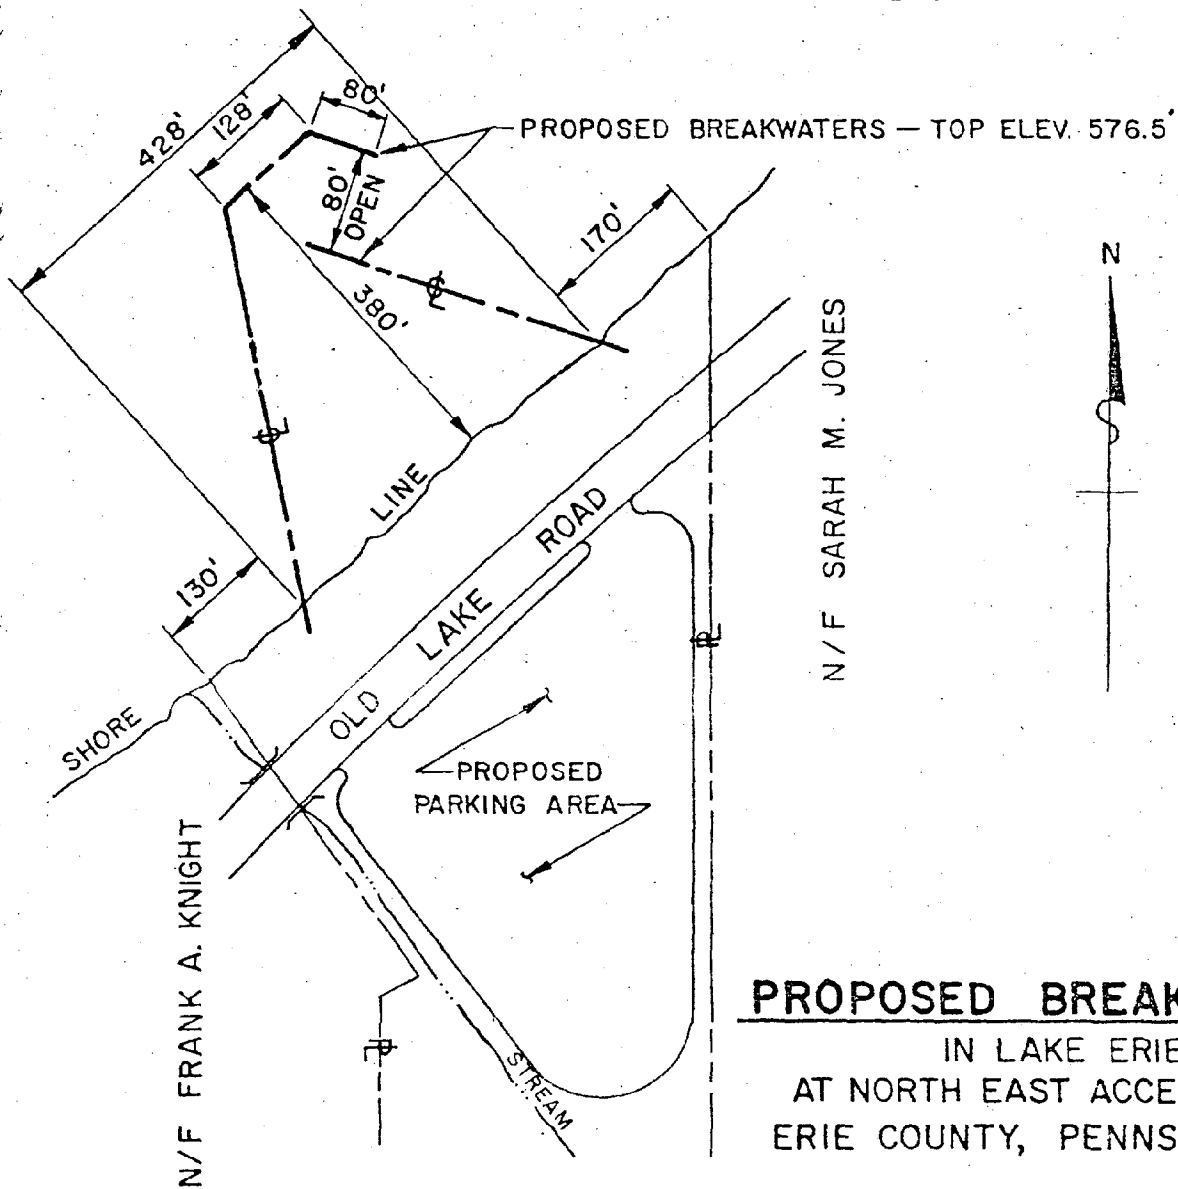 428'
128'
80'
PROPOSED BREAKWATERS — TOP ELEV. 576.5'
80'
OPEN
170'
380'
N
LINE
ROAD
LAKE
OLD
130'
SHORE
N/F SARAH M. JONES
PROPOSED
PARKING AREA
N/F FRANK A. KNIGHT
STREAM
PROPOSED BREAK
IN LAKE ERIE
AT NORTH EAST ACCE
ERIE COUNTY, PENNS